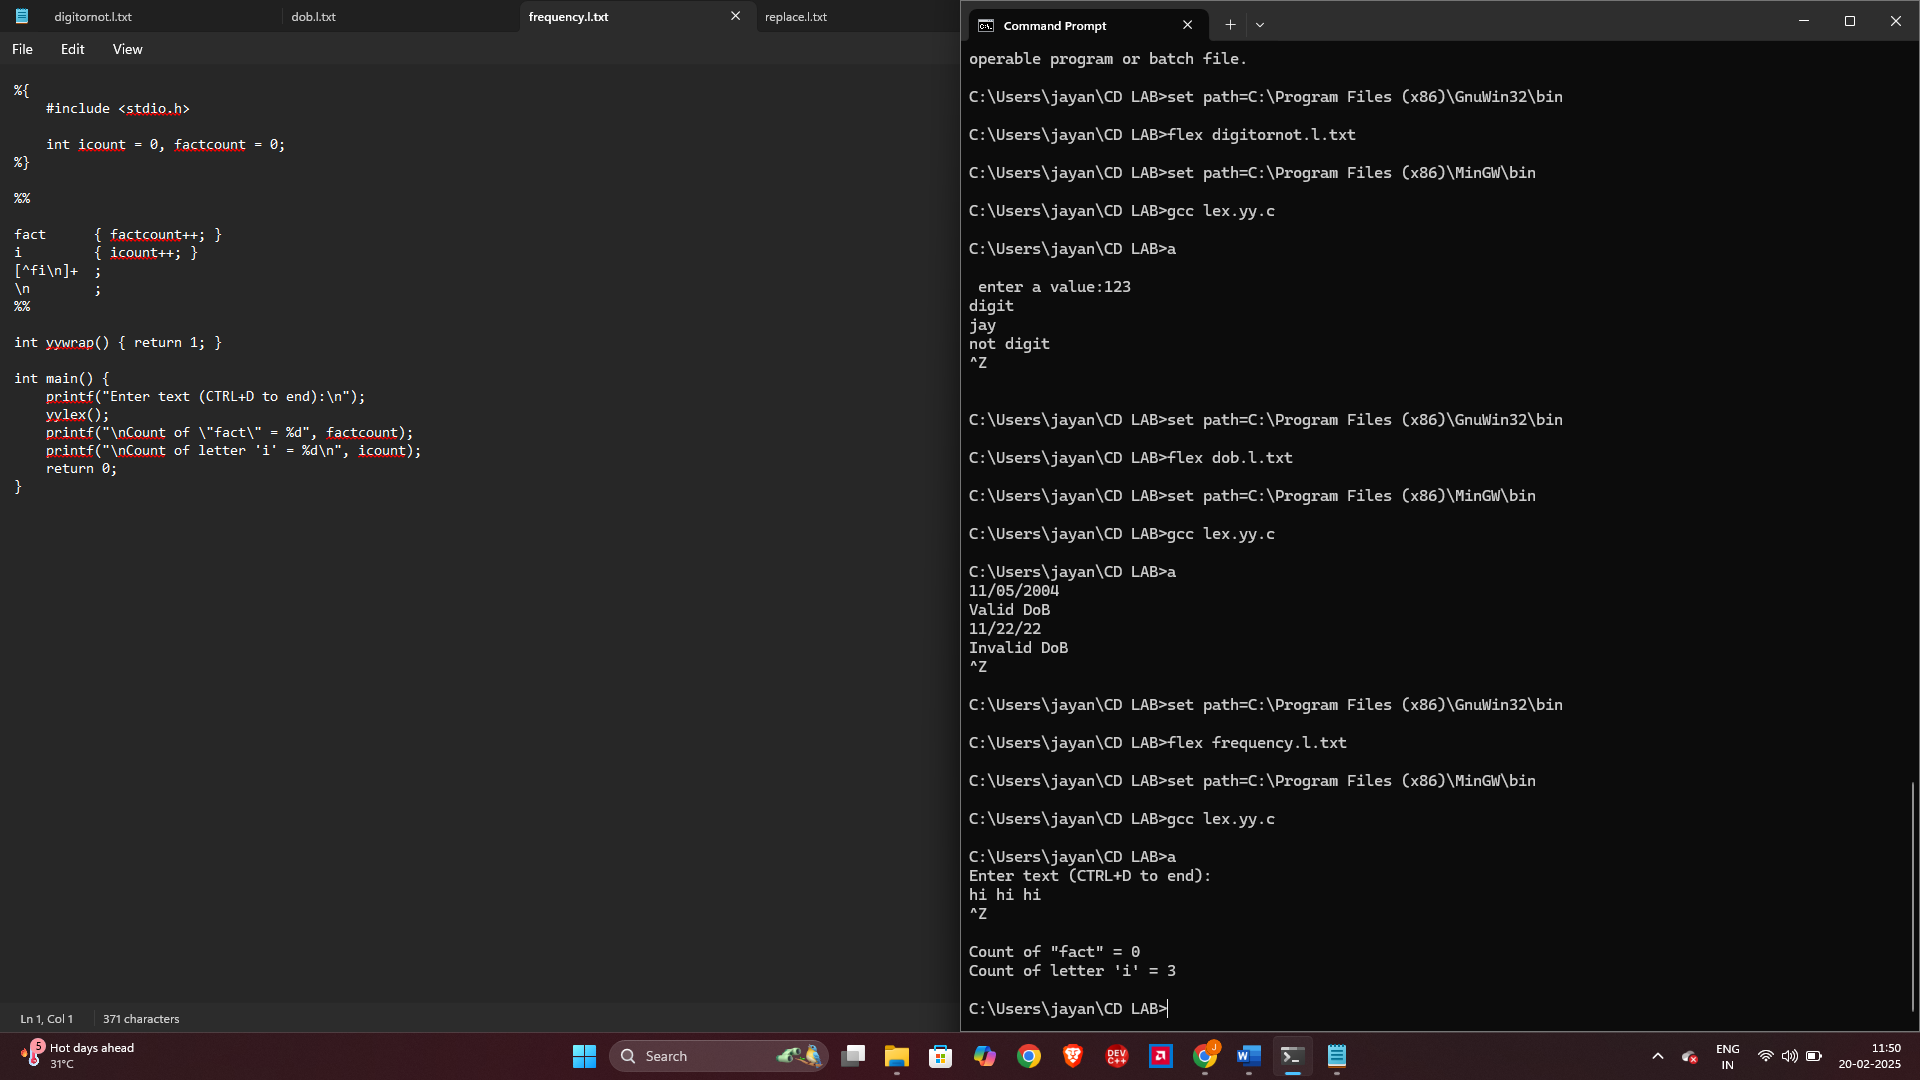 digitornot.l.txt
dob.l.txt
frequency.l.txt
replace.l.txt
File Edit View
%{
#include <stdio.h>
int icount = 0, factcount = 0;
%}
%%
fact { factcount++; }
i { icount++; }
[^fi\n]+ ;
\n ;
%%
int yywrap() { return 1; }
int main() {
printf("Enter text (CTRL+D to end):\n");
yylex();
printf("\nCount of \"fact\" = %d", factcount);
printf("\nCount of letter 'i' = %d\n", icount);
return 0;
}
Ln 1, Col 1
371 characters
Command Prompt
operable program or batch file.
C:\Users\jayan\CD LAB>set path=C:\Program Files (x86)\GnuWin32\bin
C:\Users\jayan\CD LAB>flex digitornot.l.txt
C:\Users\jayan\CD LAB>set path=C:\Program Files (x86)\MinGW\bin
C:\Users\jayan\CD LAB>gcc lex.yy.c
C:\Users\jayan\CD LAB>a
enter a value:123
digit
jay
not digit
^Z
C:\Users\jayan\CD LAB>set path=C:\Program Files (x86)\GnuWin32\bin
C:\Users\jayan\CD LAB>flex dob.l.txt
C:\Users\jayan\CD LAB>set path=C:\Program Files (x86)\MinGW\bin
C:\Users\jayan\CD LAB>gcc lex.yy.c
C:\Users\jayan\CD LAB>a
11/05/2004
Valid DoB
11/22/22
Invalid DoB
^Z
C:\Users\jayan\CD LAB>set path=C:\Program Files (x86)\GnuWin32\bin
C:\Users\jayan\CD LAB>flex frequency.l.txt
C:\Users\jayan\CD LAB>set path=C:\Program Files (x86)\MinGW\bin
C:\Users\jayan\CD LAB>gcc lex.yy.c
C:\Users\jayan\CD LAB>a
Enter text (CTRL+D to end):
hi hi hi
^Z
Count of "fact" = 0
Count of letter 'i' = 3
C:\Users\jayan\CD LAB>
5
Hot days ahead
31°C
Search
DEV
C++
J
W
ENG
IN
11:50
20-02-2025